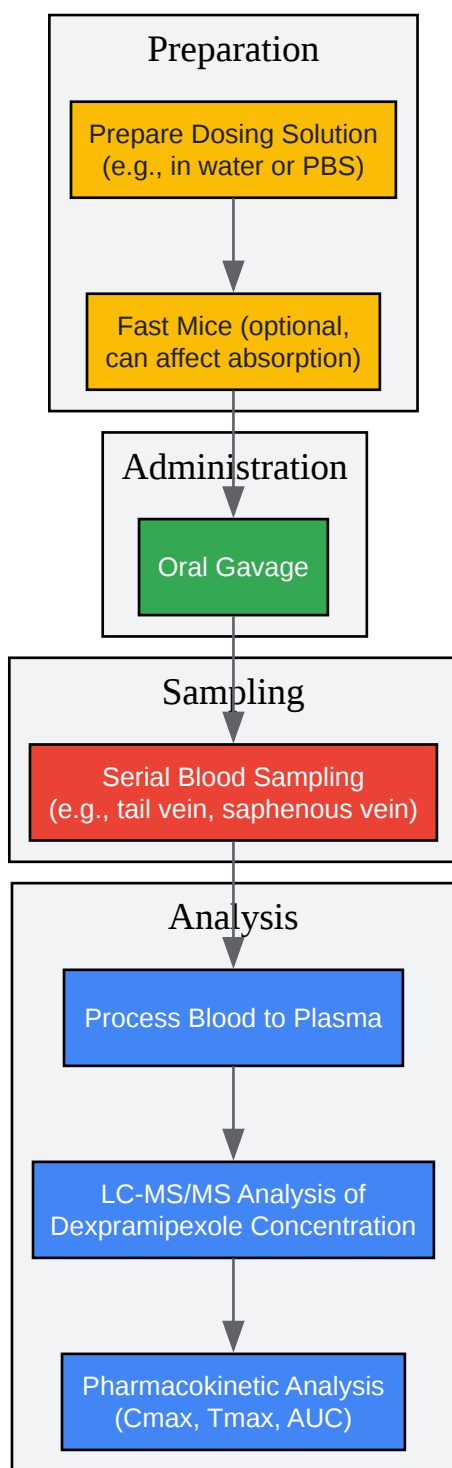 Preparation
Prepare Dosing Solution
(e.g., in water or PBS)
Fast Mice (optional,
can affect absorption)
Administration
Oral Gavage
Sampling
Serial Blood Sampling
(e.g., tail vein, saphenous vein)
Analysis
Process Blood to Plasma
LC-MS/MS Analysis of
Dexpramipexole Concentration
Pharmacokinetic Analysis
(Cmax, Tmax, AUC)